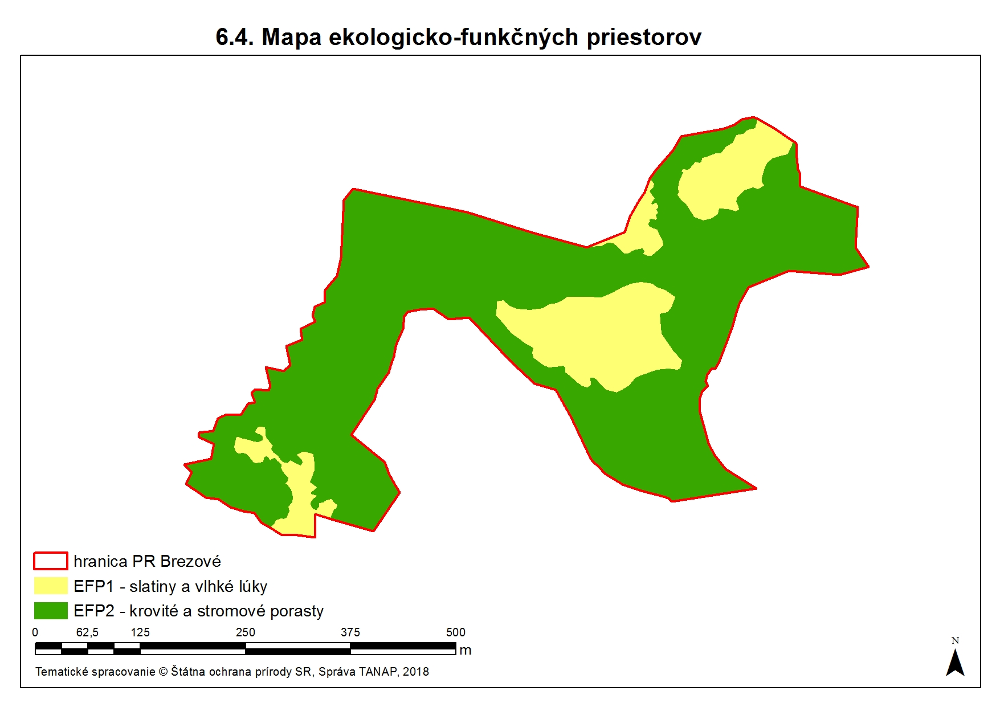 6.4. Mapa ekologicko-funkčných priestorov
hranica PR Brezové
EFP1 - slatiny a vlhké lúky
EFP2 - krovité a stromové porasty
0 62,5 125 250 375 500
m
N
Tematické spracovanie © Štátna ochrana prírody SR, Správa TANAP, 2018